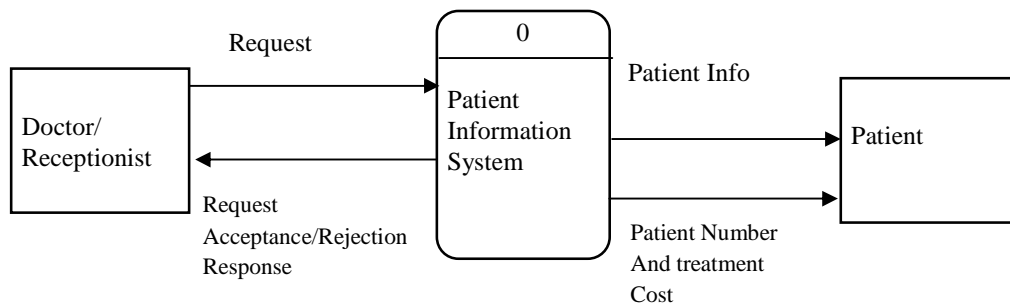 Request
Doctor/
Receptionist
Request
Acceptance/Rejection
Response
0
Patient
Information
System
Patient Info
Patient Number
And treatment
Cost
Patient